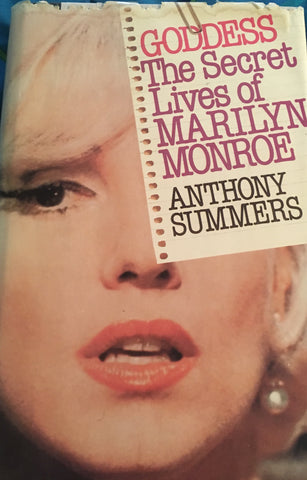 GODDESS
The Secret
Lives of
MARILYN
MONROE
ANTHONY
SUMMERS